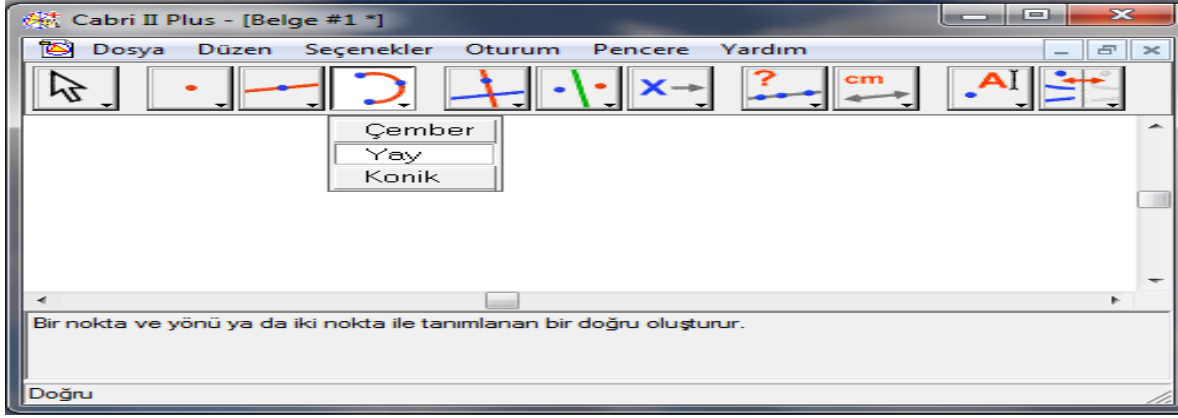 Cabri II Plus - [Belge #1 *]
Dosya Düzen Seçenekler Oturum Pencere Yardım
? cm A
X
Çember
Yay
Konik
Bir nokta ve yönü ya da iki nokta ile tanımlanan bir doğru oluşturur.
Doğru